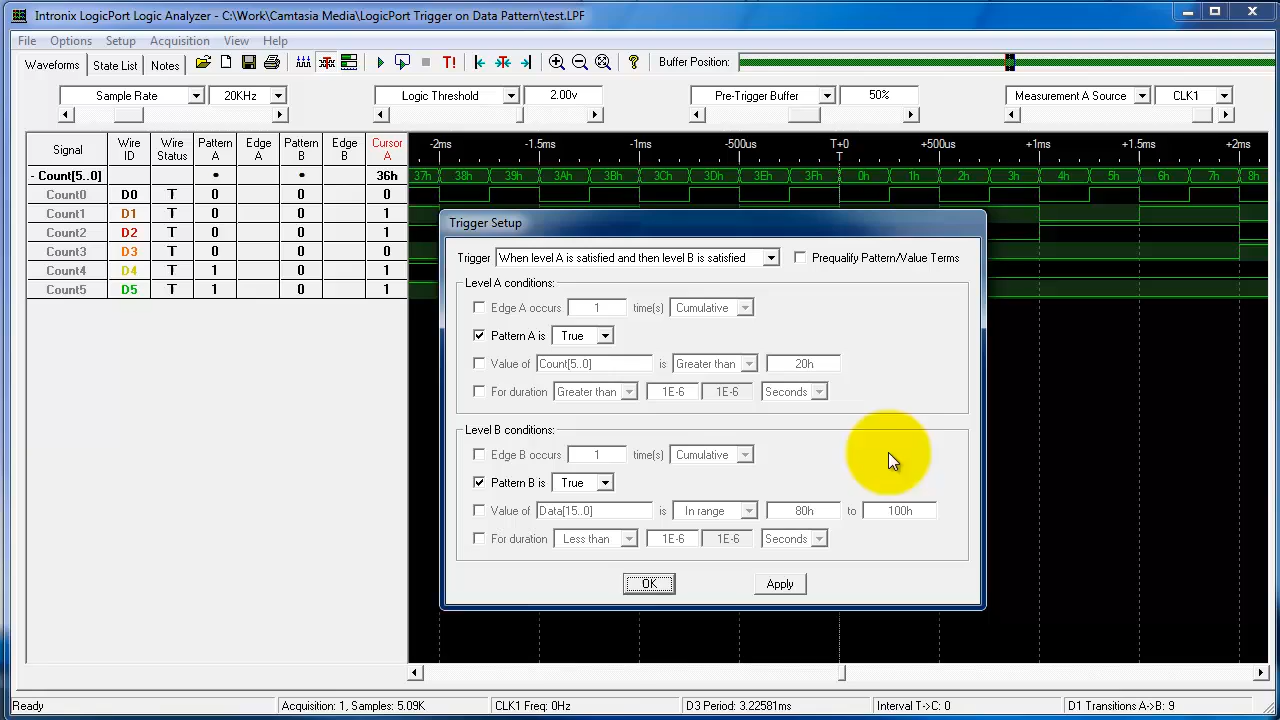 Intronix LogicPort Logic Analyzer - C:\Work\Camtasia Media\LogicPort Trigger on Data Pattern\test.LPF
File Options Setup Acquisition View Help
Waveforms State List Notes T! ? Buffer Position:
Sample Rate 20KHz Logic Threshold 2.00v Pre-Trigger Buffer 50% Measurement A Source CLK1
Signal Wire ID Wire Status Pattern A Edge A Pattern B Edge B Cursor A -2ms -1.5ms -1ms -500us T+0 +500us +1ms +1.5ms +2ms
- Count[5..0] • • 36h 37h 38h 39h 3Ah 3Bh 3Ch 3Dh 3Eh 3Fh 0h 1h 2h 3h 4h 5h 6h 7h 8h
Count0 D0 T 0 0 0
Count1 D1 T 0 0 1
Count2 D2 T 0 0 1
Count3 D3 T 0 0 0
Count4 D4 T 1 0 1
Count5 D5 T 1 0 1
Trigger Setup
Trigger When level A is satisfied and then level B is satisfied Prequalify Pattern/Value Terms
Level A conditions:
Edge A occurs 1 time(s) Cumulative
Pattern A is True
Value of Count[5..0] is Greater than 20h
For duration Greater than 1E-6 1E-6 Seconds
Level B conditions:
Edge B occurs 1 time(s) Cumulative
Pattern B is True
Value of Data[15..0] is In range 80h to 100h
For duration Less than 1E-6 1E-6 Seconds
OK Apply
Ready Acquisition: 1, Samples: 5.09K CLK1 Freq: 0Hz D3 Period: 3.22581ms Interval T->C: 0 D1 Transitions A->B: 9